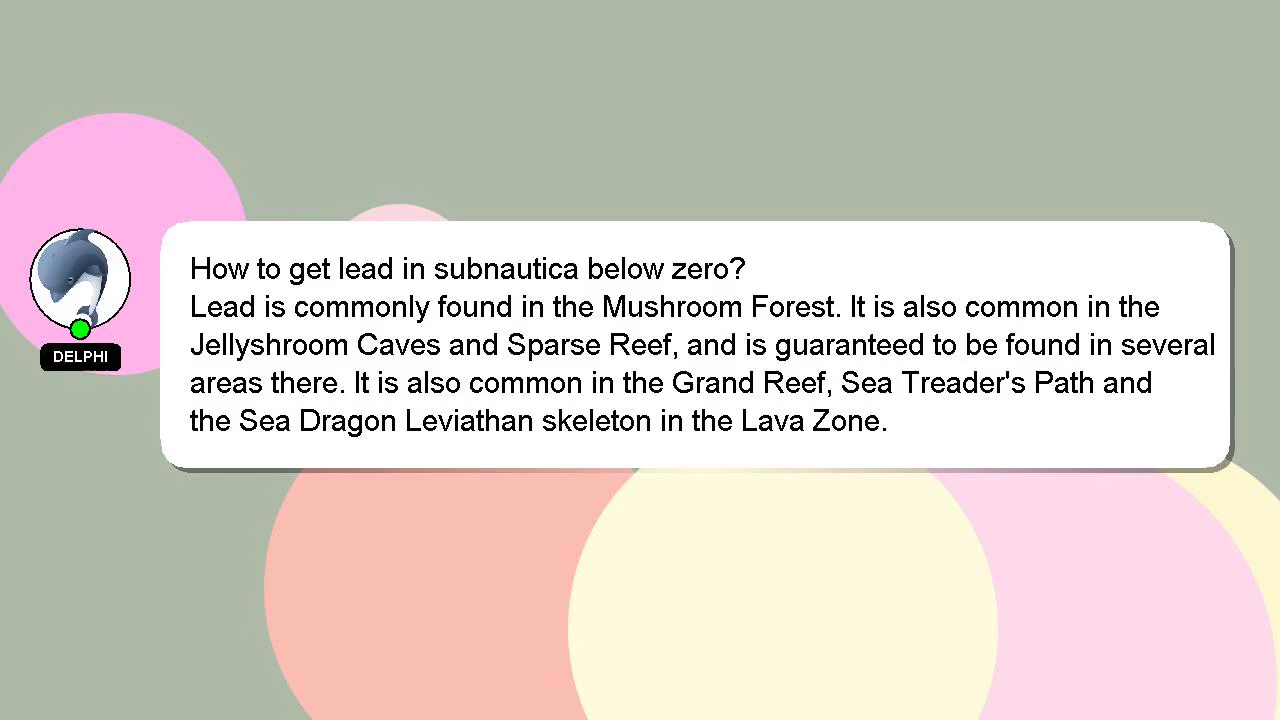 How to get lead in subnautica below zero?
Lead is commonly found in the Mushroom Forest. It is also common in the
Jellyshroom Caves and Sparse Reef, and is guaranteed to be found in several
areas there. It is also common in the Grand Reef, Sea Treader's Path and
the Sea Dragon Leviathan skeleton in the Lava Zone.
DELPHI